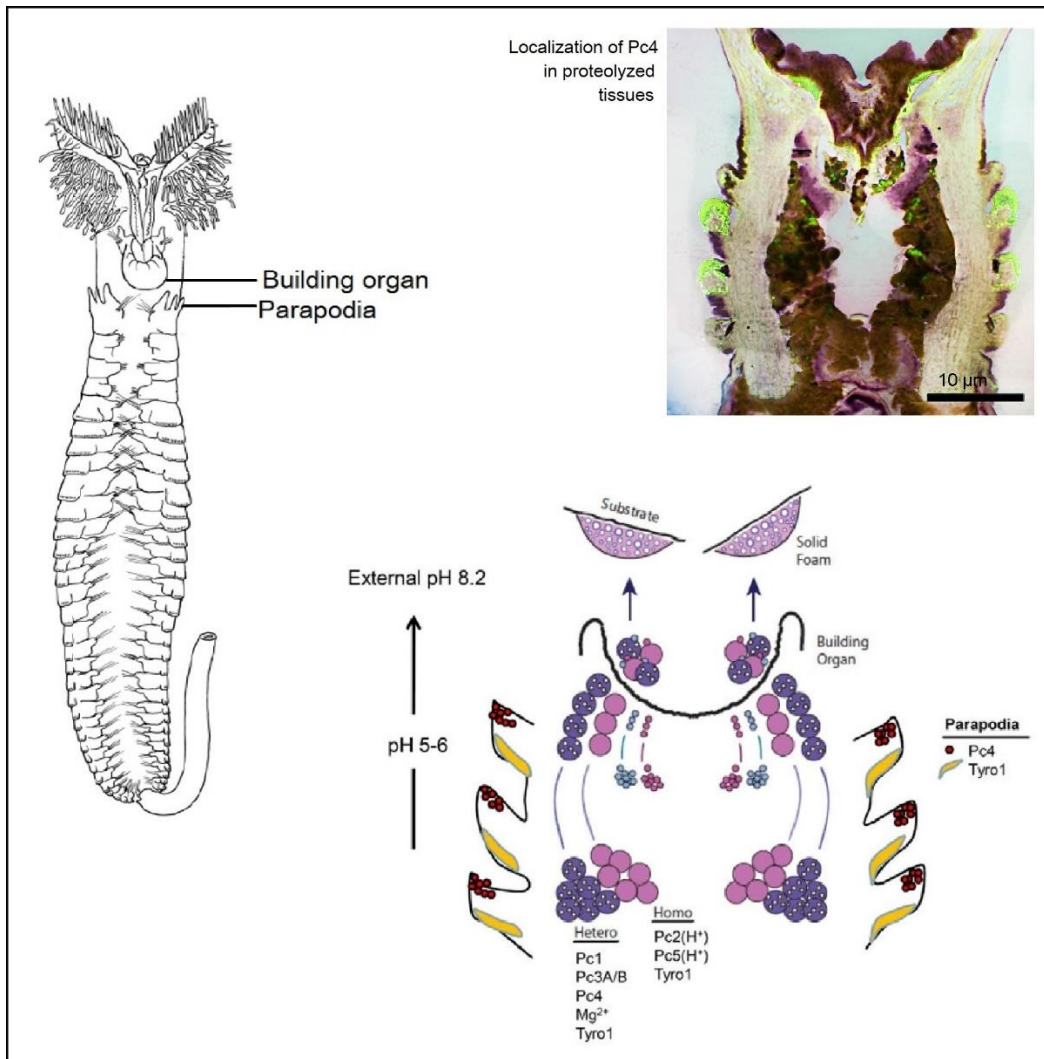 Localization of Pc4
in proteolyzed
tissues
10 µm
Building organ
Parapodia
Substrate
Solid
Foam
External pH 8.2
Building
Organ
pH 5-6
Parapodia
Pc4
Tyro1
Hetero
Pc1
Pc3A/B
Pc4
Mg²⁺
Tyro1
Homo
Pc2(H⁺)
Pc5(H⁺)
Tyro1